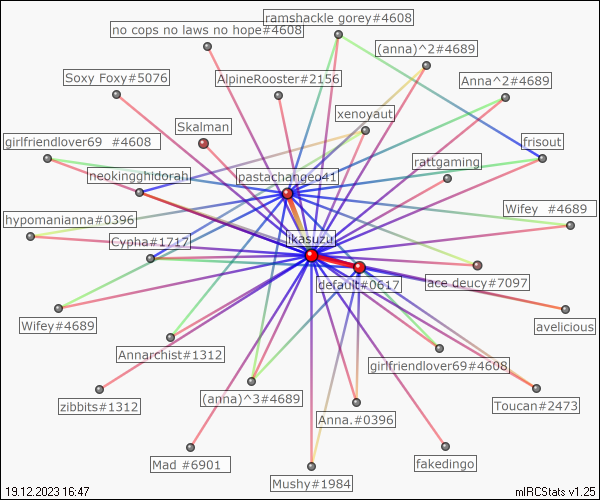 ramshackle gorey#4608
no cops no laws no hope#4608
(anna)^2#4689
Soxy Foxy#5076
AlpineRooster#2156
Anna^2#4689
xenoyaut
Skalman
girlfriendlover69 #4608
frisout
rattgaming
neokingghidorah
pastachangeo41
Wifey #4689
hypomanianna#0396
Cypha#1717
ikasuzu
default#0617
ace deucy#7097
Wifey#4689
avelicious
Annarchist#1312
girlfriendlover69#4608
zibbits#1312
(anna)^3#4689
Anna.#0396
Toucan#2473
Mad #6901
fakedingo
Mushy#1984
19.12.2023 16:47
mIRCStats v1.25